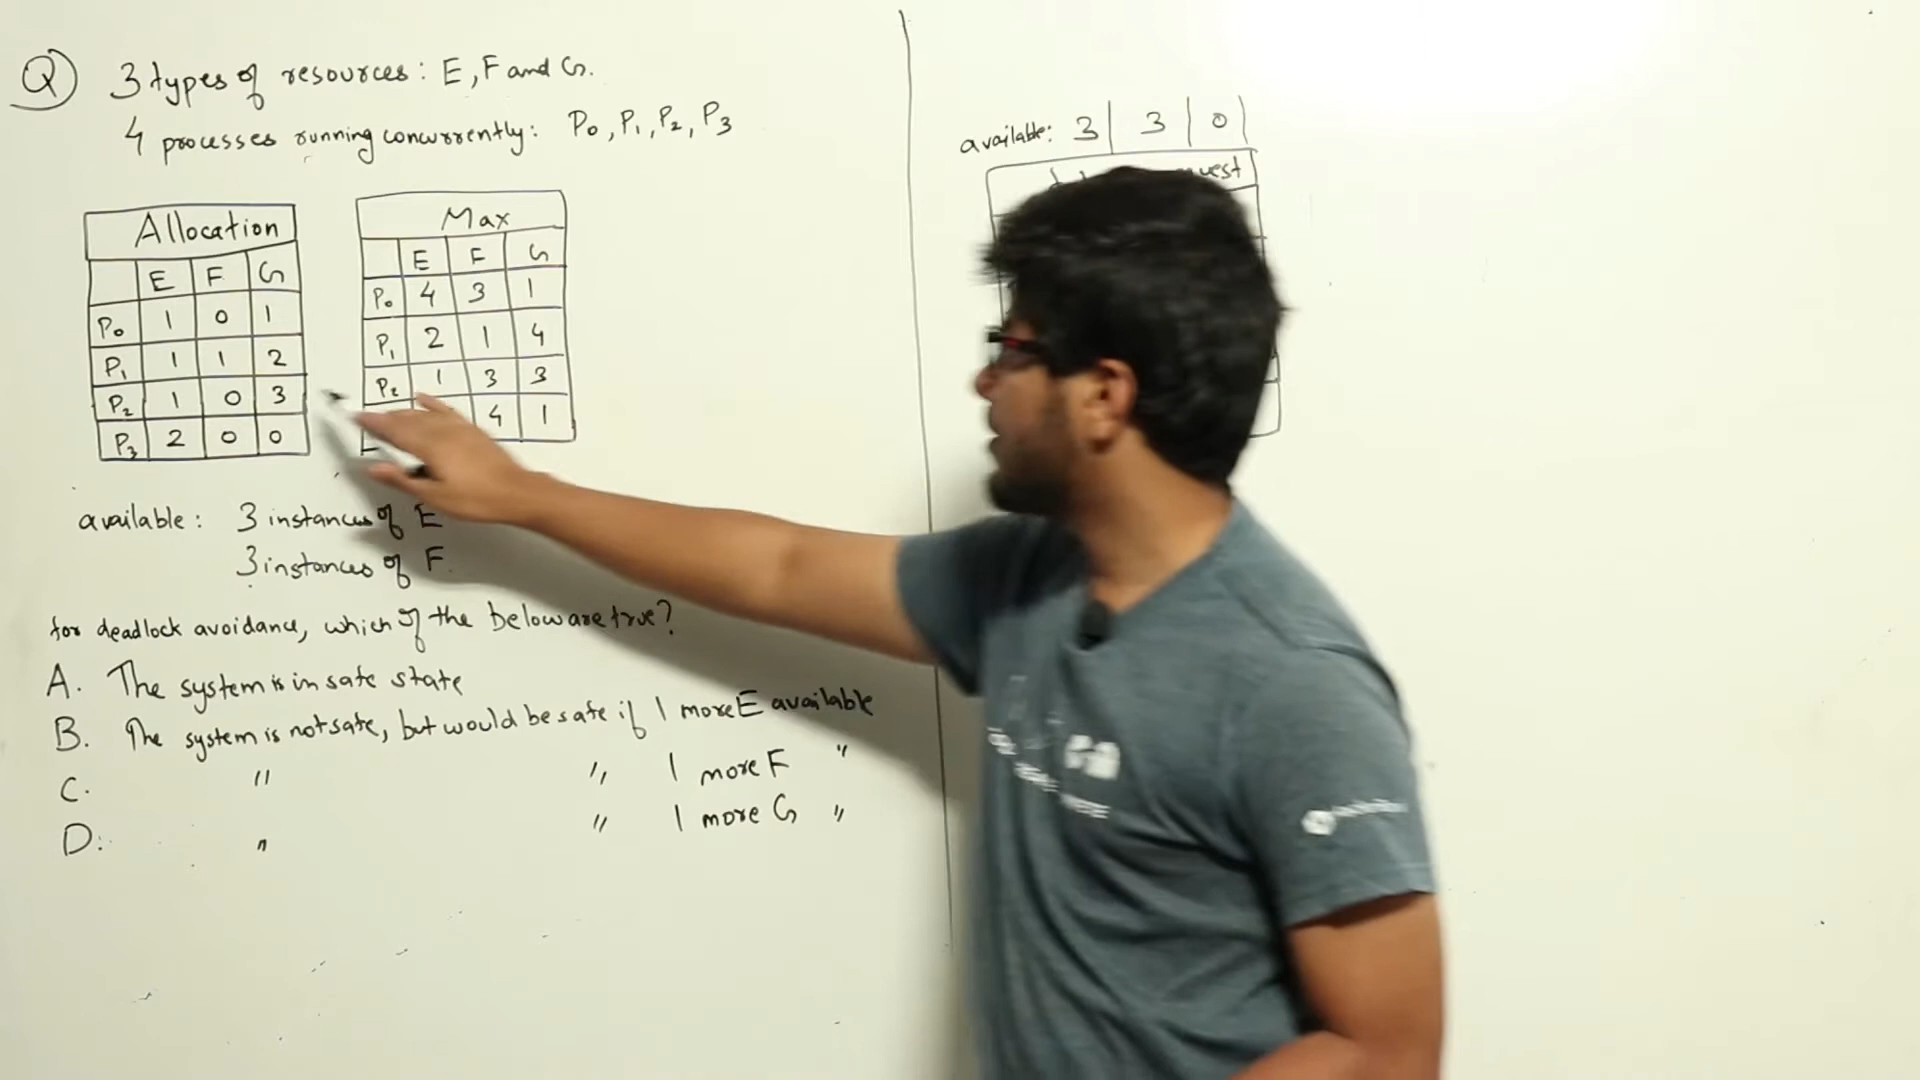 Q 3 types of resources: E, F and G.
4 processes running concurrently: P0, P1, P2, P3
Allocation
E F G
P0 1 0 1
P1 1 1 2
P2 1 0 3
P3 2 0 0
Max
E F G
P0 4 3 1
P1 2 1 4
P2 1 3 3
4 1
available: 3 instances of E
3 instances of F.
for deadlock avoidance, which of the below are true?
A. The system is in safe state
B. The system is not safe, but would be safe if 1 more E available
C. " " 1 more F "
D. " " 1 more G "
available: 3 | 3 | 0 |